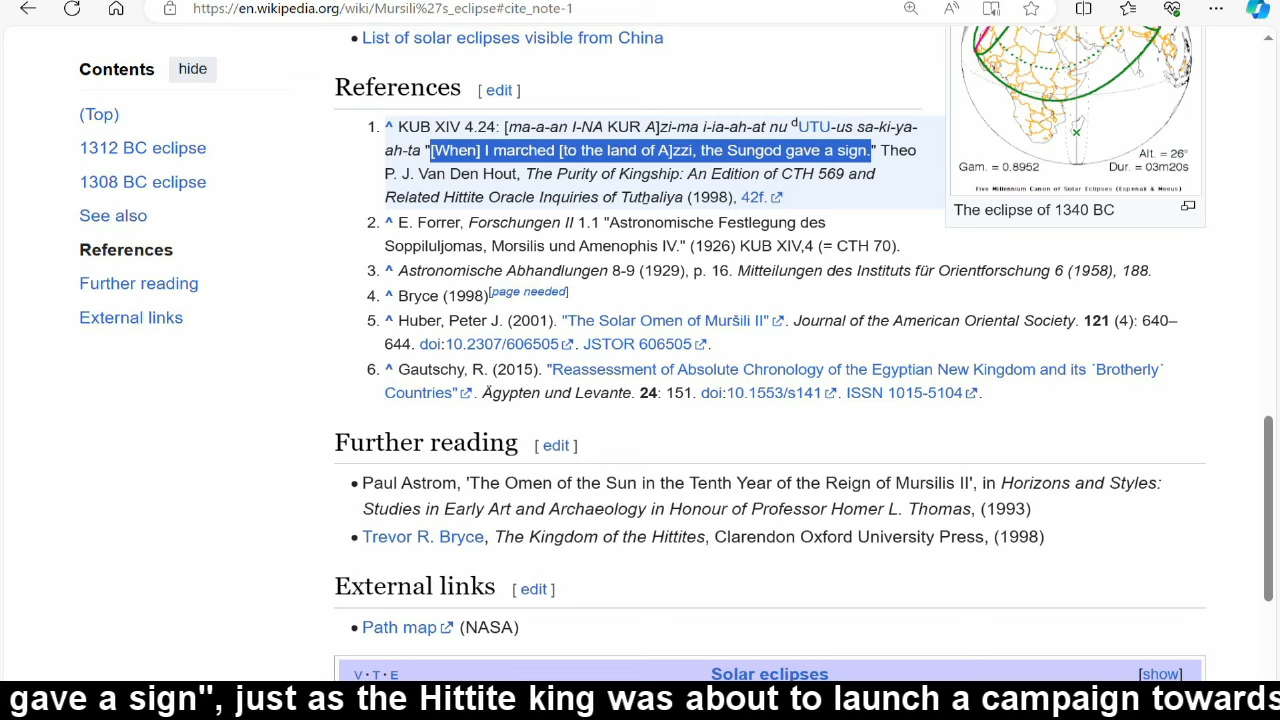 https://en.wikipedia.org/wiki/Mursili%27s_eclipse#cite_note-1
Contents hide
(Top)
1312 BC eclipse
1308 BC eclipse
See also
References
Further reading
External links
• List of solar eclipses visible from China
References [ edit ]
1. ^ KUB XIV 4.24: [ma-a-an I-NA KUR A]zi-ma i-ia-ah-at nu dUTU-us sa-ki-ya-
ah-ta "[When] I marched [to the land of A]zzi, the Sungod gave a sign." Theo
P. J. Van Den Hout, The Purity of Kingship: An Edition of CTH 569 and
Related Hittite Oracle Inquiries of Tutḫaliya (1998), 42f.
2. ^ E. Forrer, Forschungen II 1.1 "Astronomische Festlegung des
Soppiluljomas, Morsilis und Amenophis IV." (1926) KUB XIV,4 (= CTH 70).
3. ^ Astronomische Abhandlungen 8-9 (1929), p. 16. Mitteilungen des Instituts für Orientforschung 6 (1958), 188.
4. ^ Bryce (1998)[page needed]
5. ^ Huber, Peter J. (2001). "The Solar Omen of Muršili II". Journal of the American Oriental Society. 121 (4): 640–
644. doi:10.2307/606505. JSTOR 606505.
6. ^ Gautschy, R. (2015). "Reassessment of Absolute Chronology of the Egyptian New Kingdom and its ´Brotherly´
Countries". Ägypten und Levante. 24: 151. doi:10.1553/s141. ISSN 1015-5104.
Alt. = 26°
Gam. = 0.8952 Dur. = 03m20s
Five Millennium Canon of Solar Eclipses (Espenak & Meeus)
The eclipse of 1340 BC
Further reading [ edit ]
• Paul Astrom, 'The Omen of the Sun in the Tenth Year of the Reign of Mursilis II', in Horizons and Styles:
Studies in Early Art and Archaeology in Honour of Professor Homer L. Thomas, (1993)
• Trevor R. Bryce, The Kingdom of the Hittites, Clarendon Oxford University Press, (1998)
External links [ edit ]
• Path map (NASA)
V·T·E Solar eclipses [show]
gave a sign", just as the Hittite king was about to launch a campaign towards